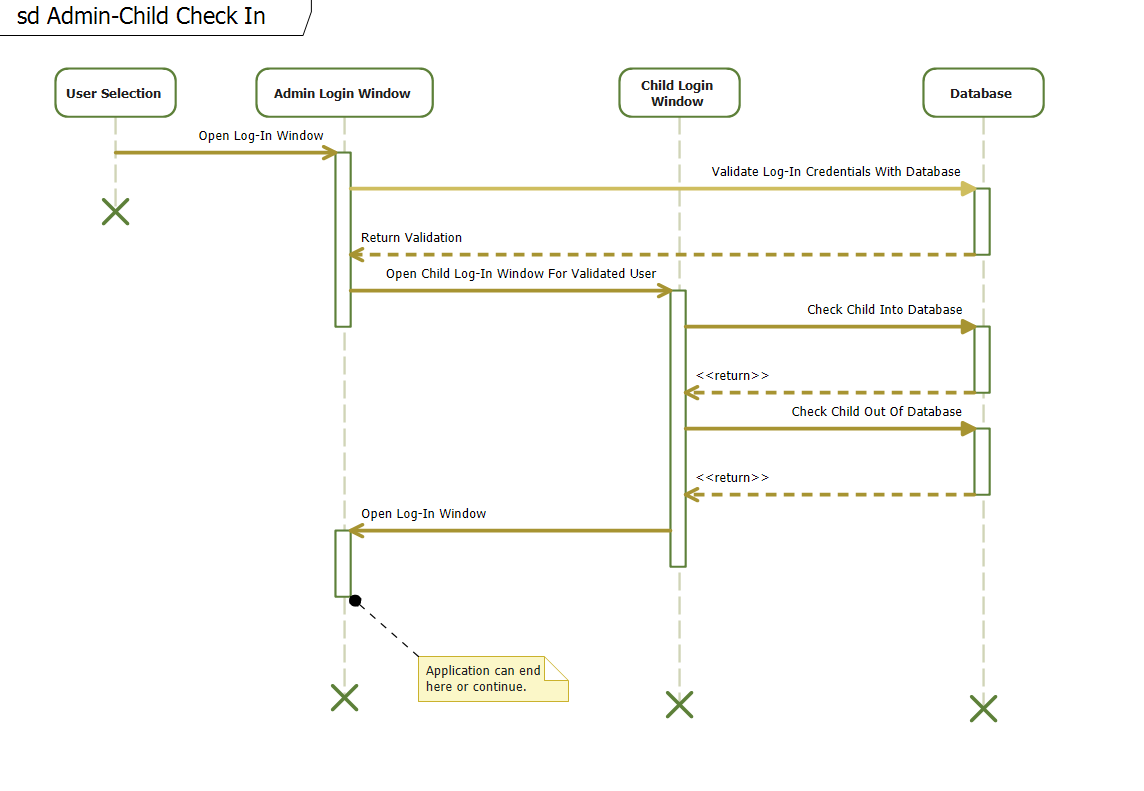 sd Admin-Child Check In
User Selection
Admin Login Window
Child Login
Window
Database
Open Log-In Window
Validate Log-In Credentials With Database
Return Validation
Open Child Log-In Window For Validated User
Check Child Into Database
<<return>>
Check Child Out Of Database
<<return>>
Open Log-In Window
Application can end
here or continue.